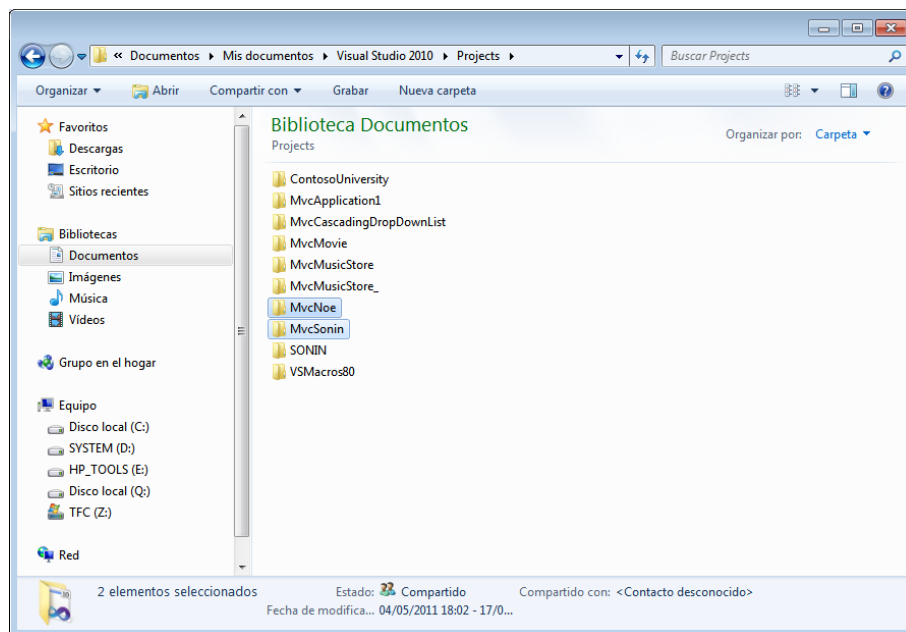 « Documentos ▸ Mis documentos ▸ Visual Studio 2010 ▸ Projects ▸ Buscar Projects
Organizar Abrir Compartir con Grabar Nueva carpeta
Favoritos
Descargas
Escritorio
Sitios recientes
Bibliotecas
Documentos
Imágenes
Música
Vídeos
Grupo en el hogar
Equipo
Disco local (C:)
SYSTEM (D:)
HP_TOOLS (E:)
Disco local (Q:)
TFC (Z:)
Red
Biblioteca Documentos
Projects
Organizar por: Carpeta
ContosoUniversity
MvcApplication1
MvcCascadingDropDownList
MvcMovie
MvcMusicStore
MvcMusicStore_
MvcNoe
MvcSonin
SONIN
VSMacros80
2 elementos seleccionados Estado: Compartido Compartido con: <Contacto desconocido>
Fecha de modifica... 04/05/2011 18:02 - 17/0...